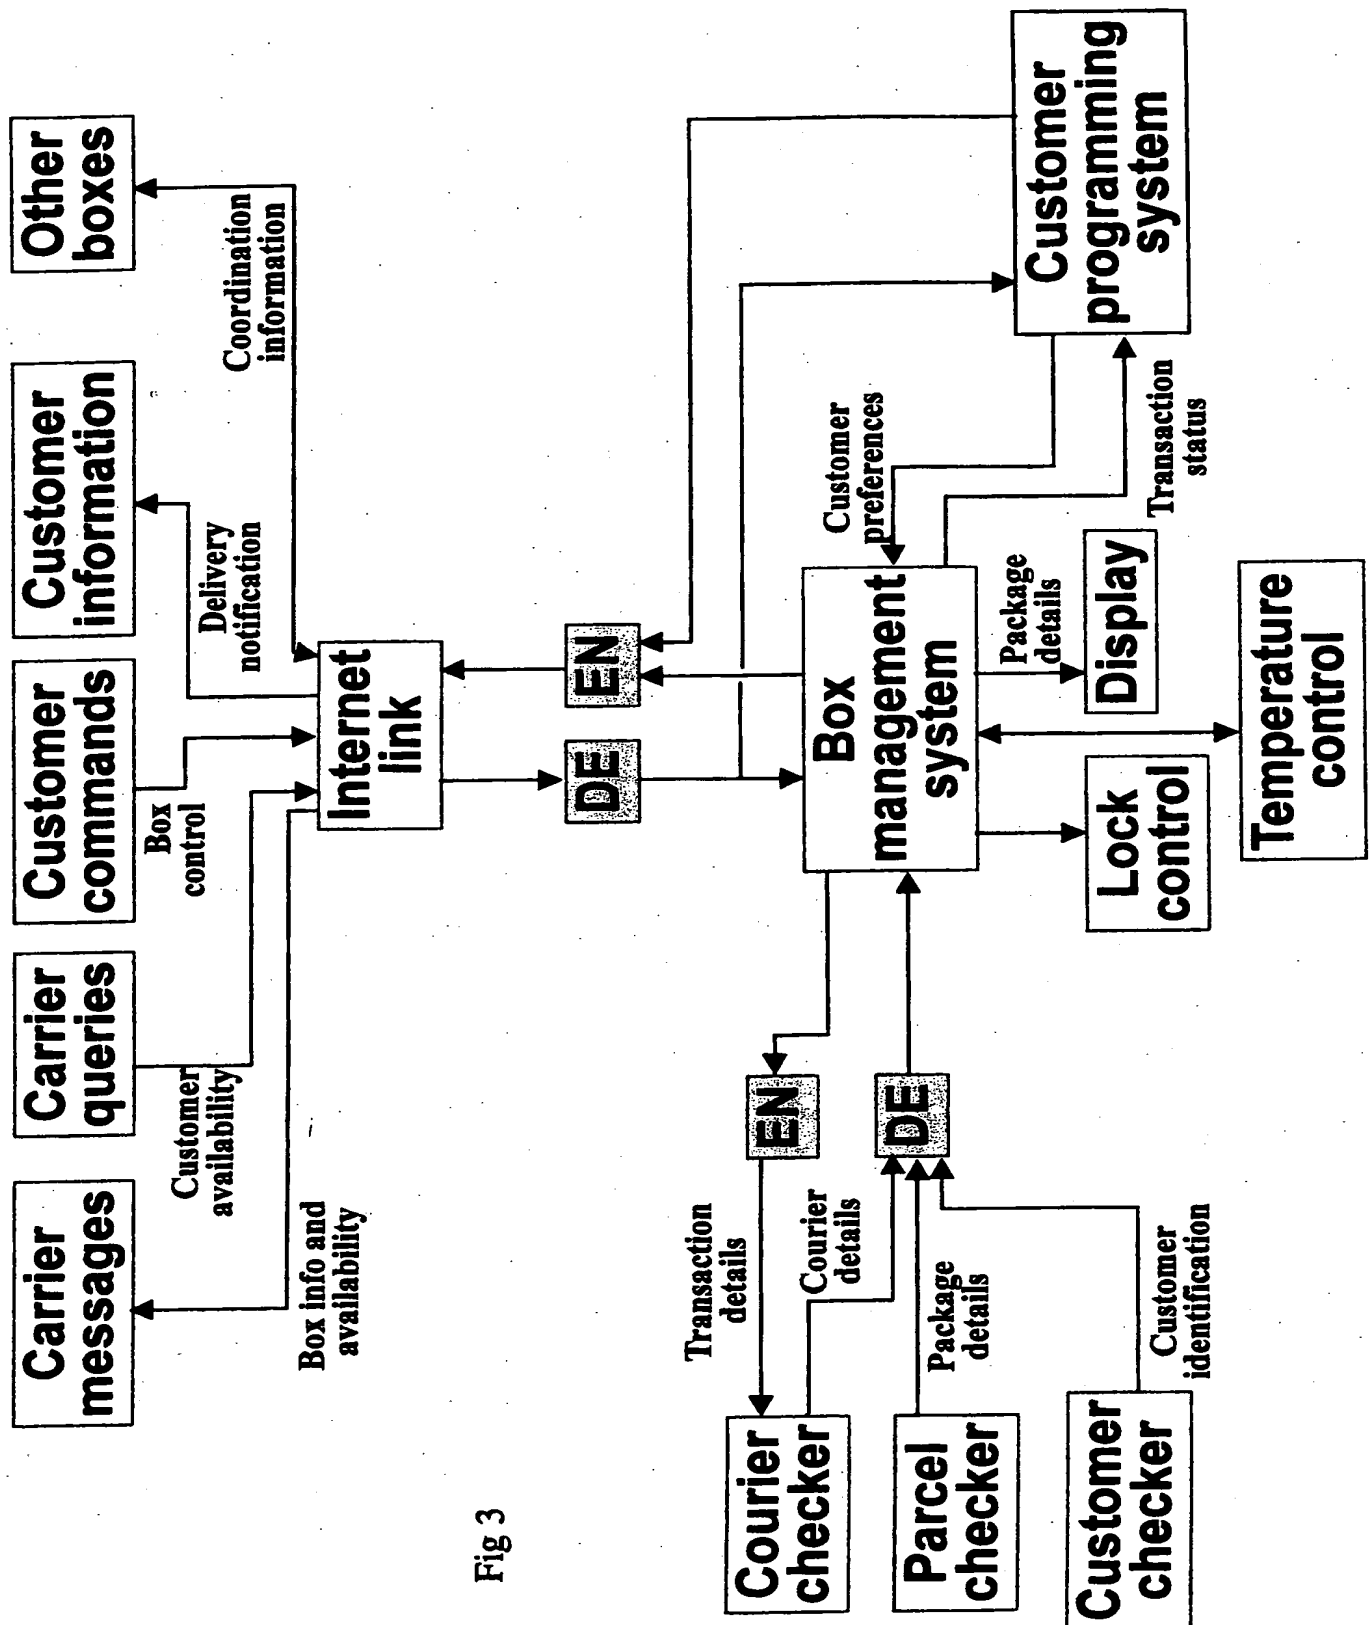 Carrier
messages
Carrier
queries
Customer
commands
Customer
information
Other
boxes
Box info and
availability
Customer
availability
Box
control
Delivery
notification
Coordination
information
Internet
link
DE
EN
Fig 3
Courier
checker
Parcel
checker
Customer
checker
Transaction
details
Courier
details
Package
details
Customer
identification
EN
DE
Box
management
system
Customer
preferences
Transaction
status
Package
details
Customer
programming
system
Lock
control
Display
Temperature
control